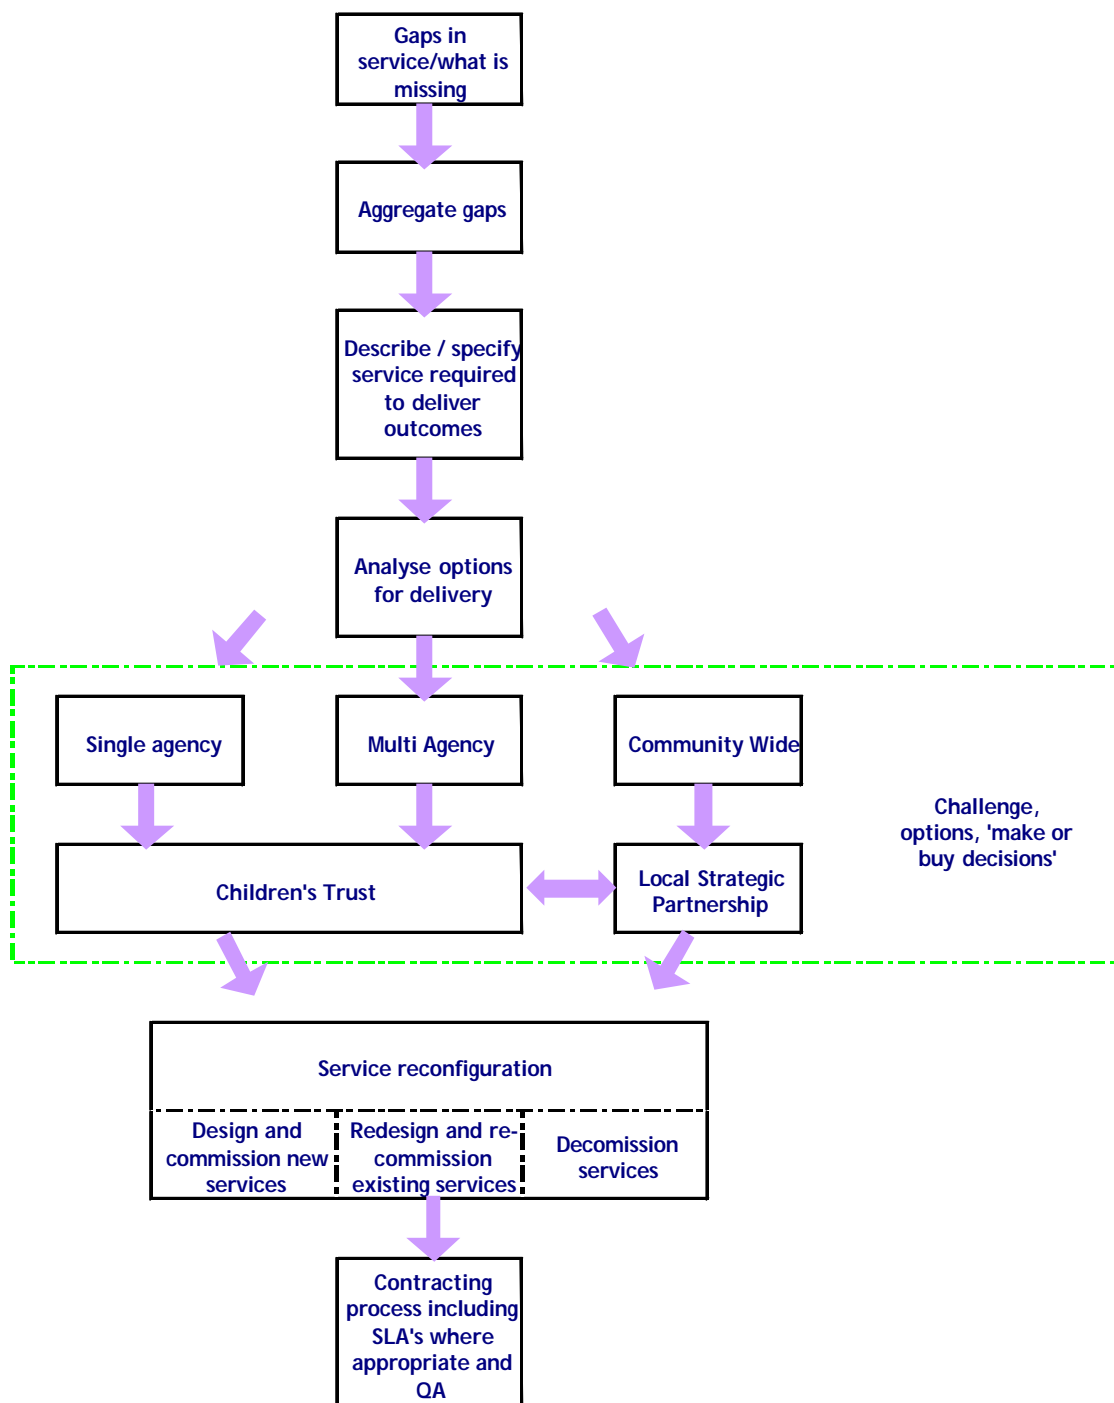 Gaps in
service/what is
missing
Aggregate gaps
Describe / specify
service required
to deliver
outcomes
Analyse options
for delivery
Single agency
Multi Agency
Community Wide
Challenge,
options, 'make or
buy decisions'
Children's Trust
Local Strategic
Partnership
Service reconfiguration
Design and
commission new
services
Redesign and re-
commission
existing services
Decomission
services
Contracting
process including
SLA's where
appropriate and
QA